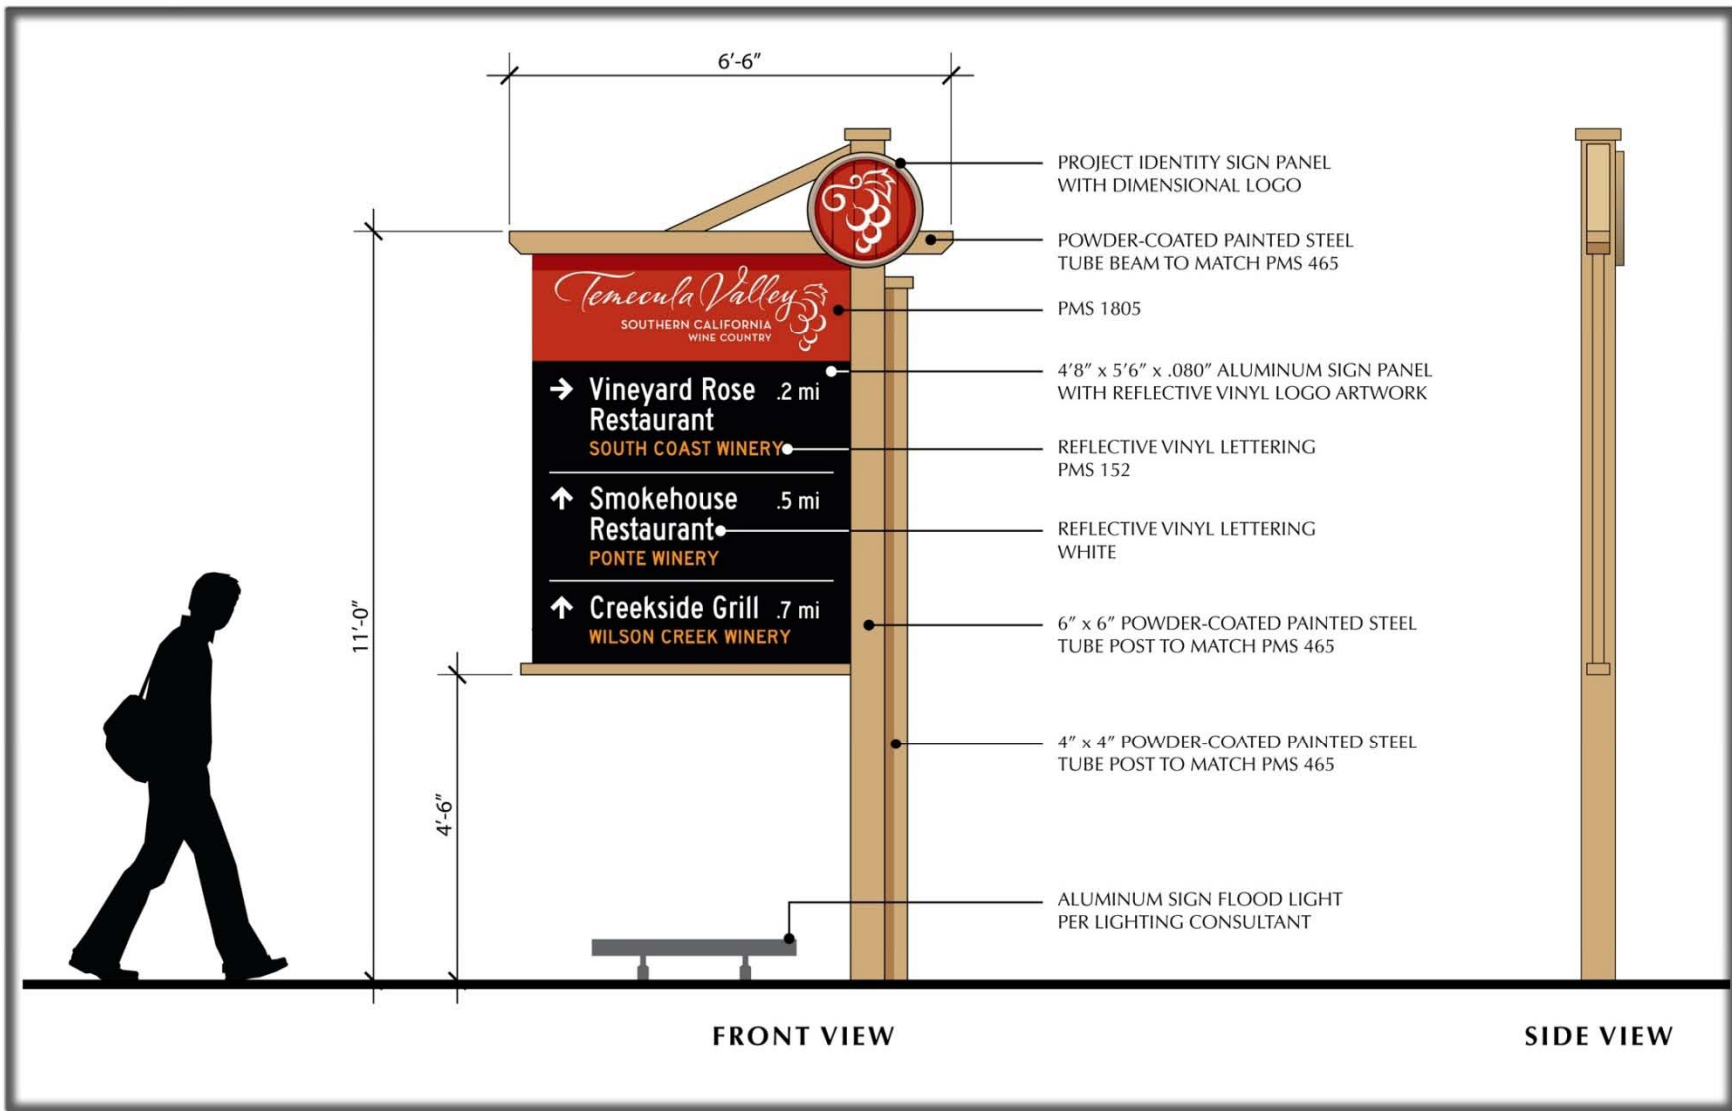 6'-6"
PROJECT IDENTITY SIGN PANEL
WITH DIMENSIONAL LOGO
POWDER-COATED PAINTED STEEL
TUBE BEAM TO MATCH PMS 465
Temecula Valley
SOUTHERN CALIFORNIA
WINE COUNTRY
PMS 1805
4'8" x 5'6" x .080" ALUMINUM SIGN PANEL
WITH REFLECTIVE VINYL LOGO ARTWORK
→ Vineyard Rose .2 mi
Restaurant
SOUTH COAST WINERY
REFLECTIVE VINYL LETTERING
PMS 152
↑ Smokehouse .5 mi
Restaurant
PONTE WINERY
REFLECTIVE VINYL LETTERING
WHITE
↑ Creekside Grill .7 mi
WILSON CREEK WINERY
11'-0"
6" x 6" POWDER-COATED PAINTED STEEL
TUBE POST TO MATCH PMS 465
4" x 4" POWDER-COATED PAINTED STEEL
TUBE POST TO MATCH PMS 465
4'-6"
ALUMINUM SIGN FLOOD LIGHT
PER LIGHTING CONSULTANT
FRONT VIEW
SIDE VIEW